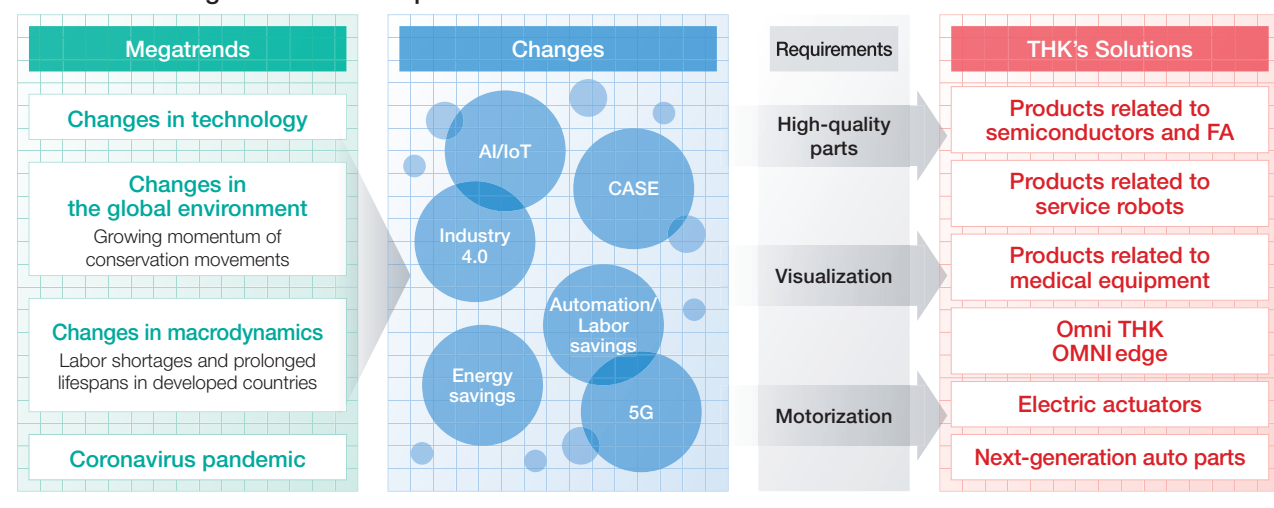 Megatrends
Changes in technology
Changes in
the global environment
Growing momentum of
conservation movements
Changes in macrodynamics
Labor shortages and prolonged
lifespans in developed countries
Coronavirus pandemic
Changes
AI/IoT
CASE
Industry
4.0
Automation/
Labor
savings
Energy
savings
5G
Requirements
High-quality
parts
Visualization
Motorization
THK's Solutions
Products related to
semiconductors and FA
Products related to
service robots
Products related to
medical equipment
Omni THK
OMNIedge
Electric actuators
Next-generation auto parts